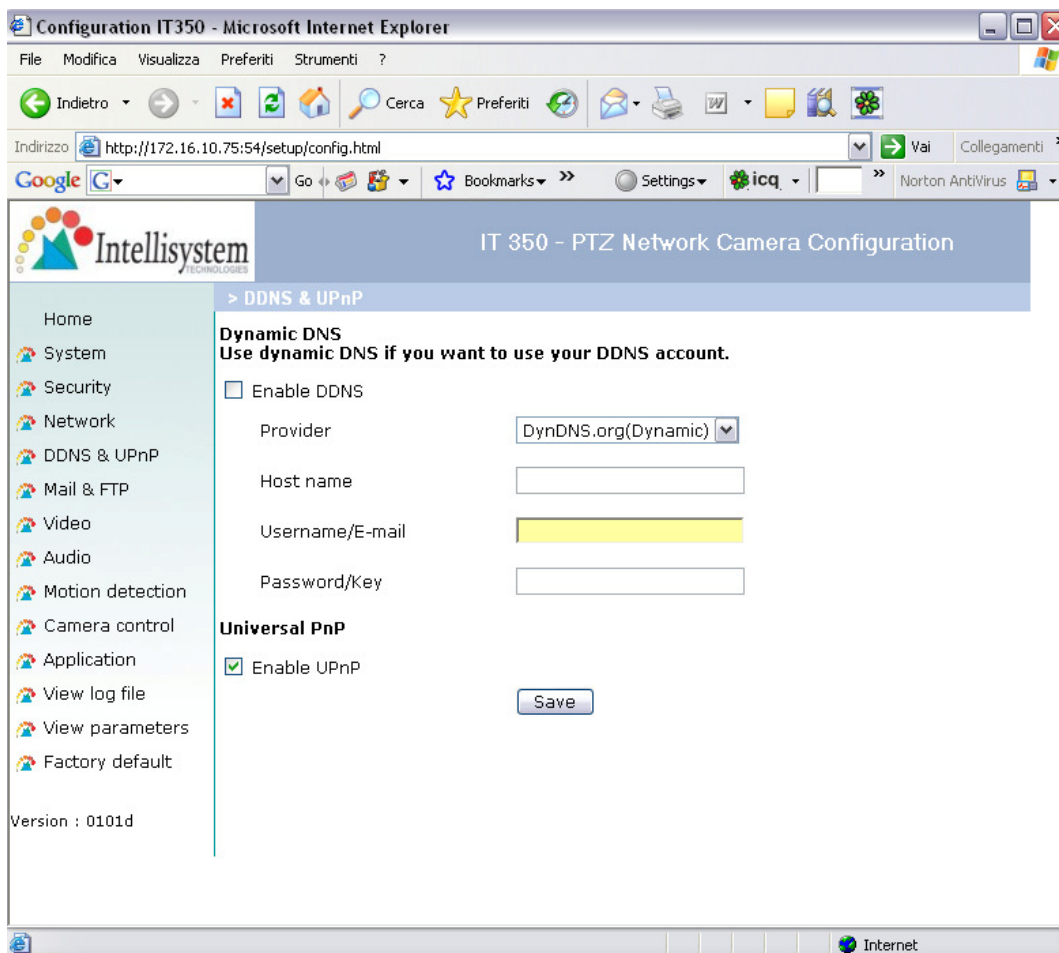 Configuration IT350 - Microsoft Internet Explorer
File Modifica Visualizza Preferiti Strumenti ?
Indietro Cerca Preferiti W
Indirizzo http://172.16.10.75:54/setup/config.html Vai Collegamenti
Google G Go Bookmarks » Settings icq » Norton AntiVirus
Intellisystem
TECHNOLOGIES
IT 350 - PTZ Network Camera Configuration
> DDNS & UPnP
Home
System
Security
Network
DDNS & UPnP
Mail & FTP
Video
Audio
Motion detection
Camera control
Application
View log file
View parameters
Factory default
Version : 0101d
Dynamic DNS
Use dynamic DNS if you want to use your DDNS account.
Enable DDNS
Provider DynDNS.org(Dynamic)
Host name
Username/E-mail
Password/Key
Universal PnP
Enable UPnP
Save
Internet